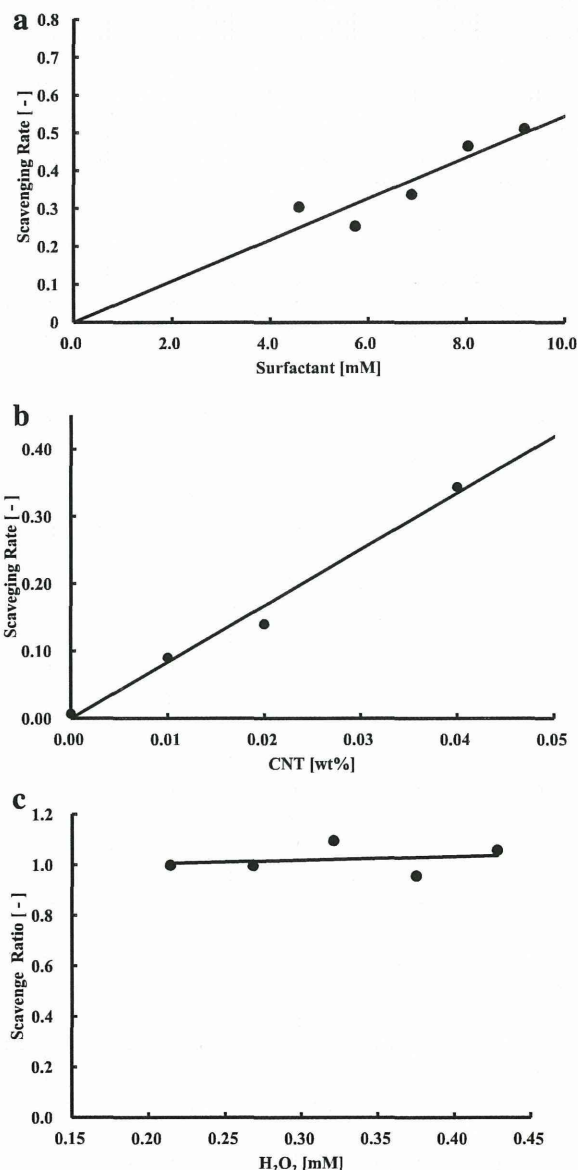 a
0.8
0.7
0.6
0.5
0.4
0.3
0.2
0.1
0
Scavenging Rate [ - ]
0.0 2.0 4.0 6.0 8.0 10.0
Surfactant [mM]
b
0.40
0.30
0.20
0.10
0.00
Scaveging Rate [ - ]
0.00 0.01 0.02 0.03 0.04 0.05
CNT [wt%]
c
1.2
1.0
0.8
0.6
0.4
0.2
0.0
Scavenge Ratio [ - ]
0.15 0.20 0.25 0.30 0.35 0.40 0.45
H₂O₂ [mM]